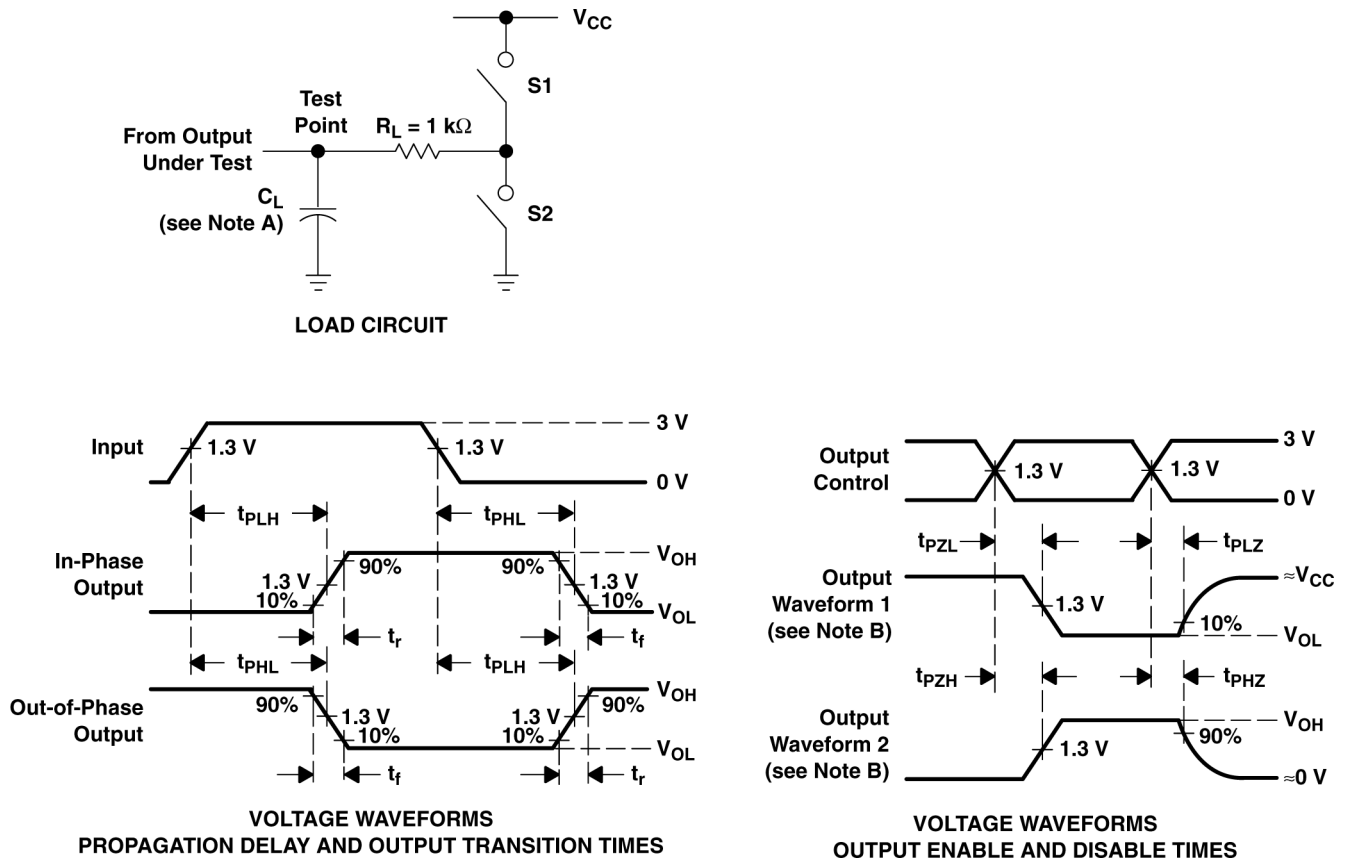 VCC
S1
Test
Point
RL = 1 kΩ
From Output
Under Test
CL
(see Note A)
S2
LOAD CIRCUIT
Input
1.3 V
1.3 V
3 V
0 V
tPLH
tPHL
In-Phase
Output
1.3 V
10%
90%
90%
1.3 V
10%
VOH
VOL
tr
tf
tPHL
tPLH
Out-of-Phase
Output
90%
1.3 V
10%
1.3 V
10%
90%
VOH
VOL
tf
tr
VOLTAGE WAVEFORMS
PROPAGATION DELAY AND OUTPUT TRANSITION TIMES
Output
Control
1.3 V
1.3 V
3 V
0 V
tPZL
tPLZ
Output
Waveform 1
(see Note B)
1.3 V
10%
≈VCC
VOL
tPZH
tPHZ
Output
Waveform 2
(see Note B)
1.3 V
90%
VOH
≈0 V
VOLTAGE WAVEFORMS
OUTPUT ENABLE AND DISABLE TIMES